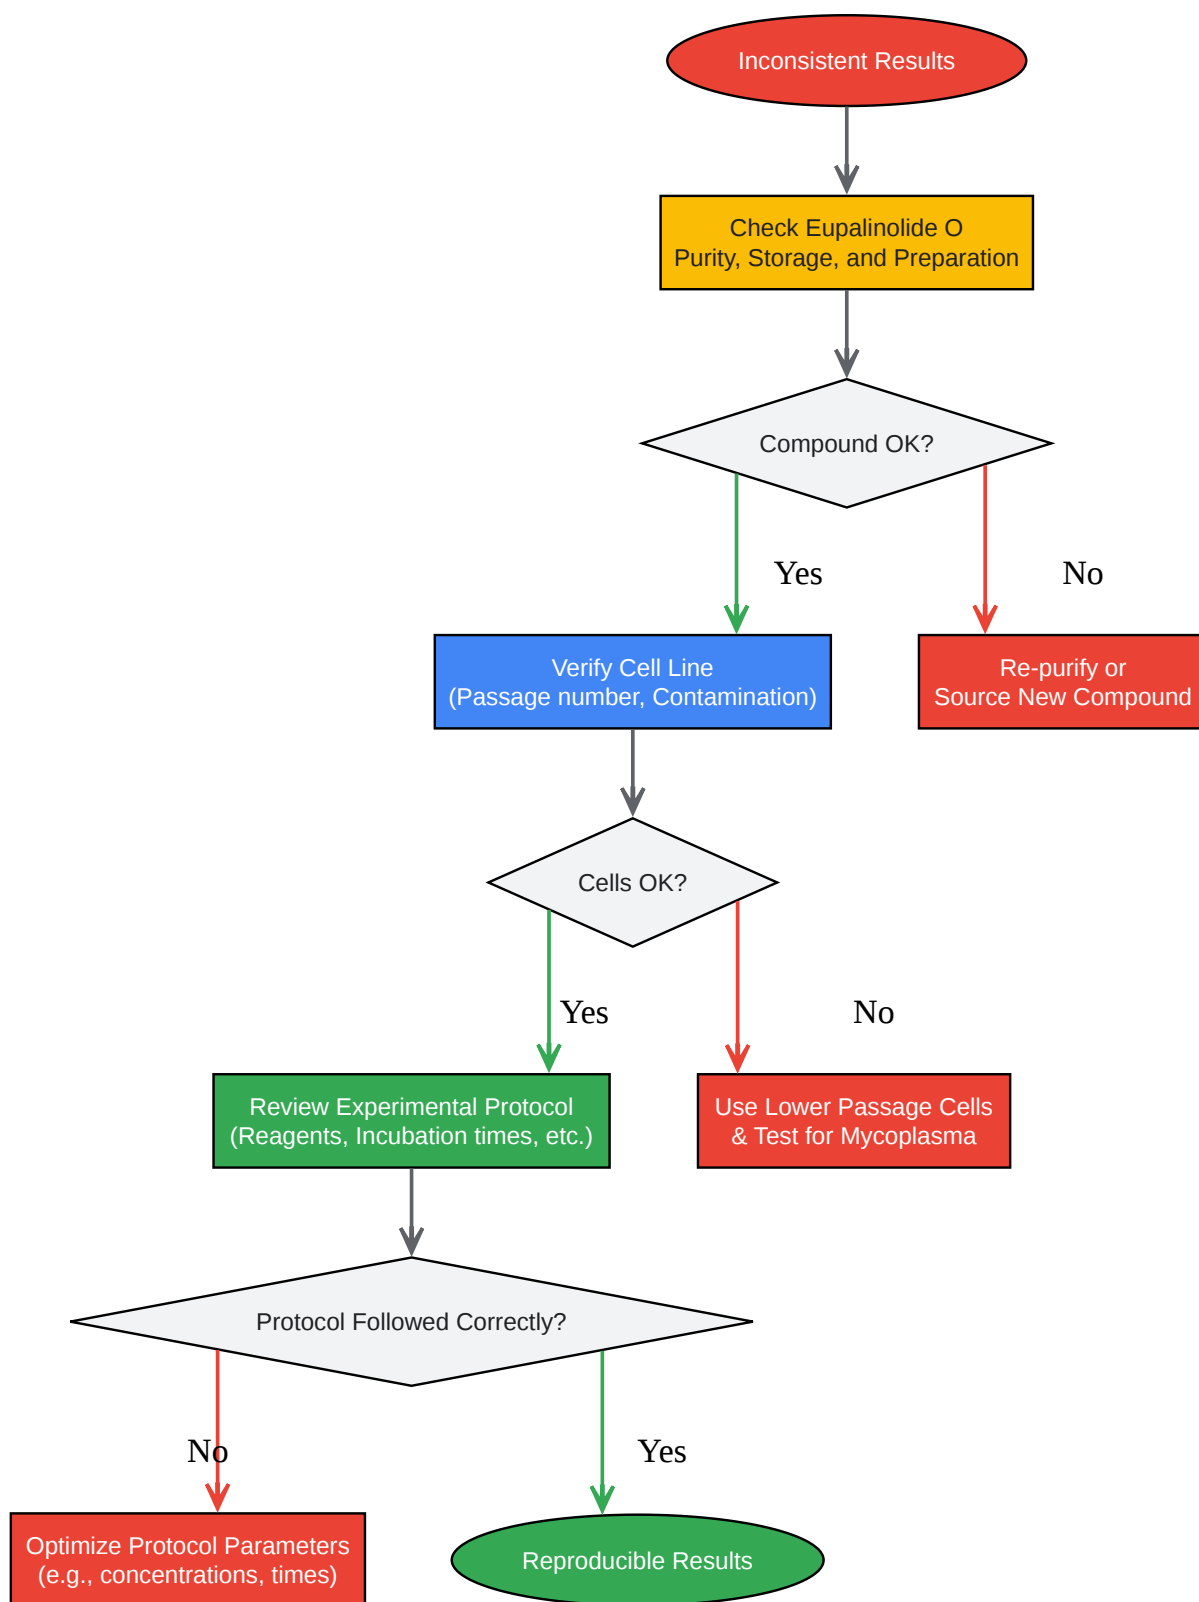 Inconsistent Results
Check Eupalinolide O
Purity, Storage, and Preparation
Compound OK?
Yes
No
Verify Cell Line
(Passage number, Contamination)
Re-purify or
Source New Compound
Cells OK?
Yes
No
Review Experimental Protocol
(Reagents, Incubation times, etc.)
Use Lower Passage Cells
& Test for Mycoplasma
Protocol Followed Correctly?
No
Yes
Optimize Protocol Parameters
(e.g., concentrations, times)
Reproducible Results